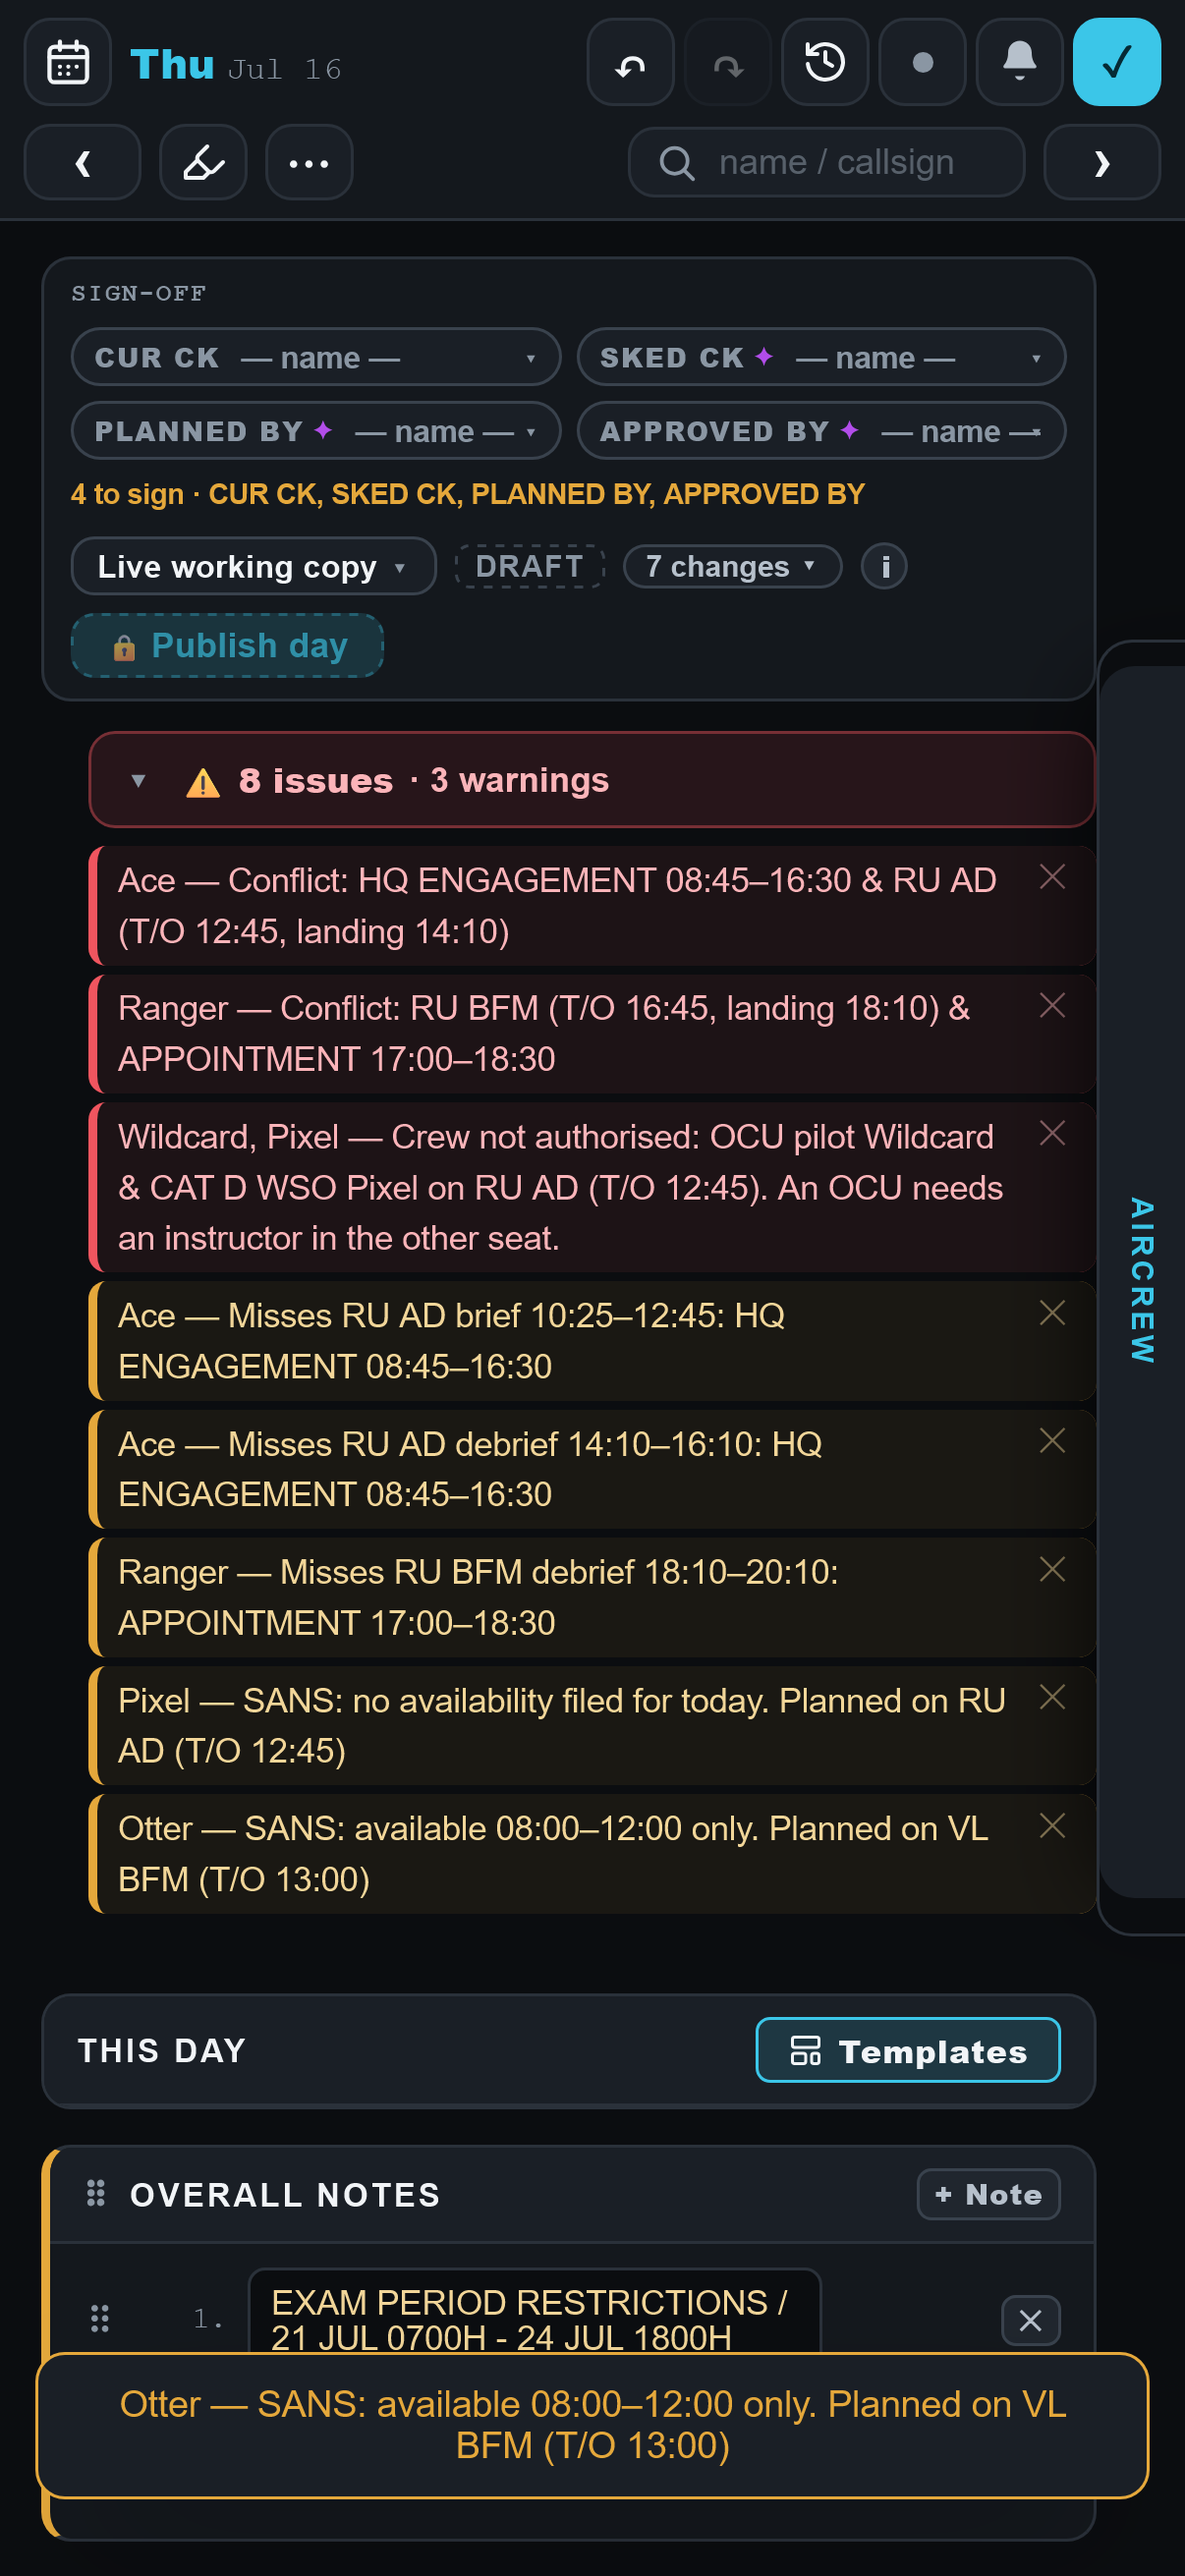 Thu Jul 16
name / callsign
SIGN-OFF
CUR CK — name —
SKED CK — name —
PLANNED BY — name —
APPROVED BY — name —
4 to sign · CUR CK, SKED CK, PLANNED BY, APPROVED BY
Live working copy
DRAFT
7 changes
i
Publish day
8 issues · 3 warnings
Ace — Conflict: HQ ENGAGEMENT 08:45–16:30 & RU AD
(T/O 12:45, landing 14:10)
Ranger — Conflict: RU BFM (T/O 16:45, landing 18:10) &
APPOINTMENT 17:00–18:30
Wildcard, Pixel — Crew not authorised: OCU pilot Wildcard
& CAT D WSO Pixel on RU AD (T/O 12:45). An OCU needs
an instructor in the other seat.
Ace — Misses RU AD brief 10:25–12:45: HQ
ENGAGEMENT 08:45–16:30
Ace — Misses RU AD debrief 14:10–16:10: HQ
ENGAGEMENT 08:45–16:30
Ranger — Misses RU BFM debrief 18:10–20:10:
APPOINTMENT 17:00–18:30
Pixel — SANS: no availability filed for today. Planned on RU
AD (T/O 12:45)
Otter — SANS: available 08:00–12:00 only. Planned on VL
BFM (T/O 13:00)
AIRCREW
THIS DAY
Templates
OVERALL NOTES
+ Note
1.
EXAM PERIOD RESTRICTIONS /
21 JUL 0700H - 24 JUL 1800H
Otter — SANS: available 08:00–12:00 only. Planned on VL
BFM (T/O 13:00)